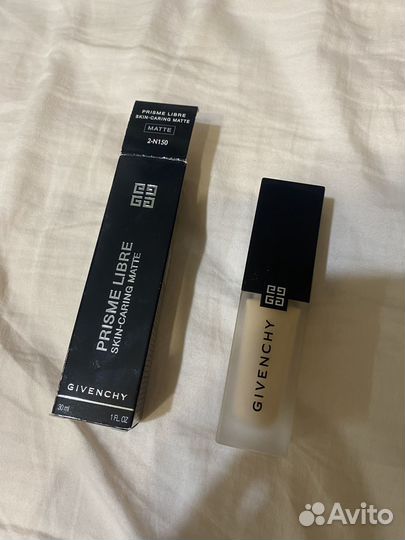 PRISME LIBRE
SKIN-CARING MATTE
MATTE
2-N150
PRISME LIBRE
SKIN-CARING MATTE
GIVENCHY
30 ml
1 FL. OZ
GIVENCHY
Avito